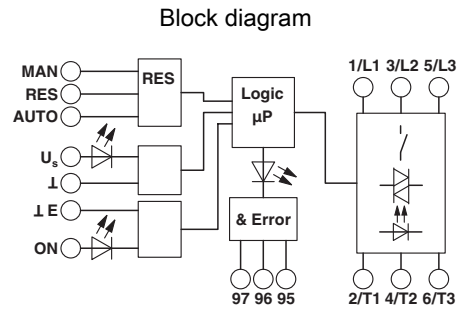 Block diagram
MAN
RES
AUTO
RES
Us
⊥
⊥ E
ON
Logic
µP
& Error
97 96 95
1/L1 3/L2 5/L3
2/T1 4/T2 6/T3